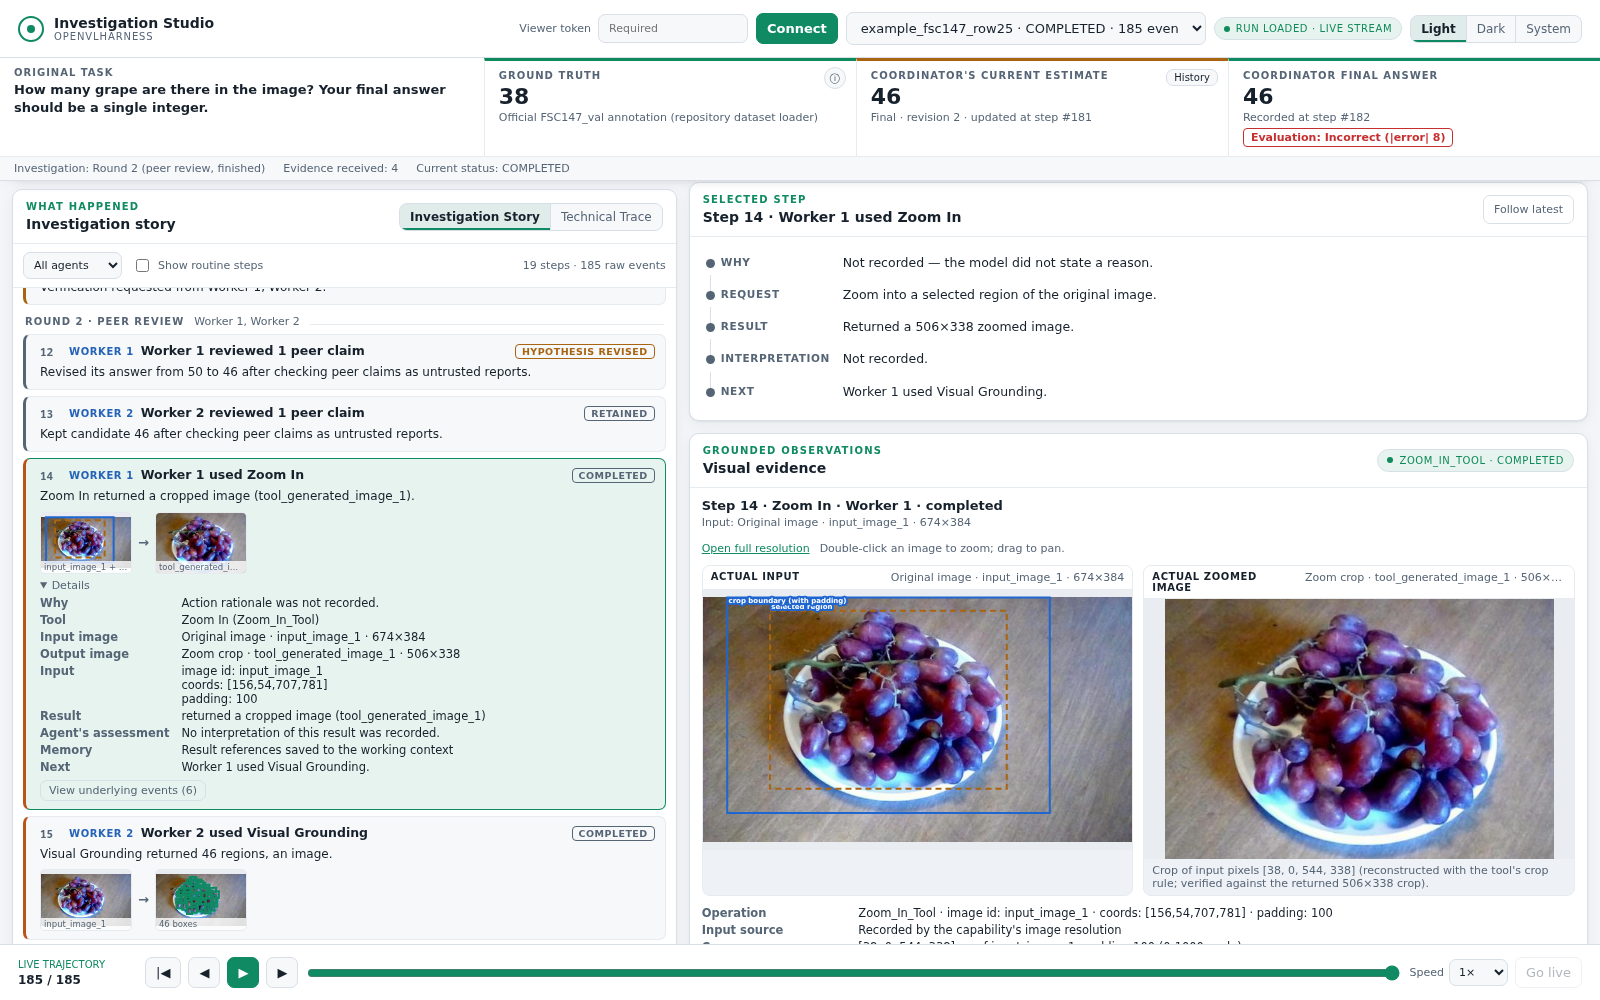 Investigation Studio
OPENVLHARNESS
Viewer token
Required
Connect
example_fsc147_row25 · COMPLETED · 185 even
RUN LOADED · LIVE STREAM
Light
Dark
System
ORIGINAL TASK
How many grape are there in the image? Your final answer
should be a single integer.
GROUND TRUTH
ⓘ
38
Official FSC147_val annotation (repository dataset loader)
COORDINATOR'S CURRENT ESTIMATE
History
46
Final · revision 2 · updated at step #181
COORDINATOR FINAL ANSWER
46
Recorded at step #182
Evaluation: Incorrect (|error| 8)
Investigation: Round 2 (peer review, finished)
Evidence received: 4
Current status: COMPLETED
WHAT HAPPENED
Investigation story
Investigation Story
Technical Trace
All agents
Show routine steps
19 steps · 185 raw events
Verification requested from Worker 1, Worker 2.
ROUND 2 · PEER REVIEW Worker 1, Worker 2
12 WORKER 1 Worker 1 reviewed 1 peer claim
HYPOTHESIS REVISED
Revised its answer from 50 to 46 after checking peer claims as untrusted reports.
13 WORKER 2 Worker 2 reviewed 1 peer claim
RETAINED
Kept candidate 46 after checking peer claims as untrusted reports.
14 WORKER 1 Worker 1 used Zoom In
COMPLETED
Zoom In returned a cropped image (tool_generated_image_1).
input_image_1 + ...
→
tool_generated_i...
▼ Details
Why Action rationale was not recorded.
Tool Zoom In (Zoom_In_Tool)
Input image Original image · input_image_1 · 674×384
Output image Zoom crop · tool_generated_image_1 · 506×338
Input image id: input_image_1
coords: [156,54,707,781]
padding: 100
Result returned a cropped image (tool_generated_image_1)
Agent's assessment No interpretation of this result was recorded.
Memory Result references saved to the working context
Next Worker 1 used Visual Grounding.
View underlying events (6)
15 WORKER 2 Worker 2 used Visual Grounding
COMPLETED
Visual Grounding returned 46 regions, an image.
input_image_1
→
46 boxes
SELECTED STEP
Step 14 · Worker 1 used Zoom In
Follow latest
WHY Not recorded — the model did not state a reason.
REQUEST Zoom into a selected region of the original image.
RESULT Returned a 506×338 zoomed image.
INTERPRETATION Not recorded.
NEXT Worker 1 used Visual Grounding.
GROUNDED OBSERVATIONS
Visual evidence
ZOOM_IN_TOOL · COMPLETED
Step 14 · Zoom In · Worker 1 · completed
Input: Original image · input_image_1 · 674×384
Open full resolution Double-click an image to zoom; drag to pan.
ACTUAL INPUT
Original image · input_image_1 · 674×384
crop boundary (with padding)
selected region
ACTUAL ZOOMED
IMAGE
Zoom crop · tool_generated_image_1 · 506×...
Crop of input pixels [38, 0, 544, 338] (reconstructed with the tool's crop
rule; verified against the returned 506×338 crop).
Operation Zoom_In_Tool · image id: input_image_1 · coords: [156,54,707,781] · padding: 100
Input source Recorded by the capability's image resolution
LIVE TRAJECTORY
185 / 185
Speed
1×
Go live